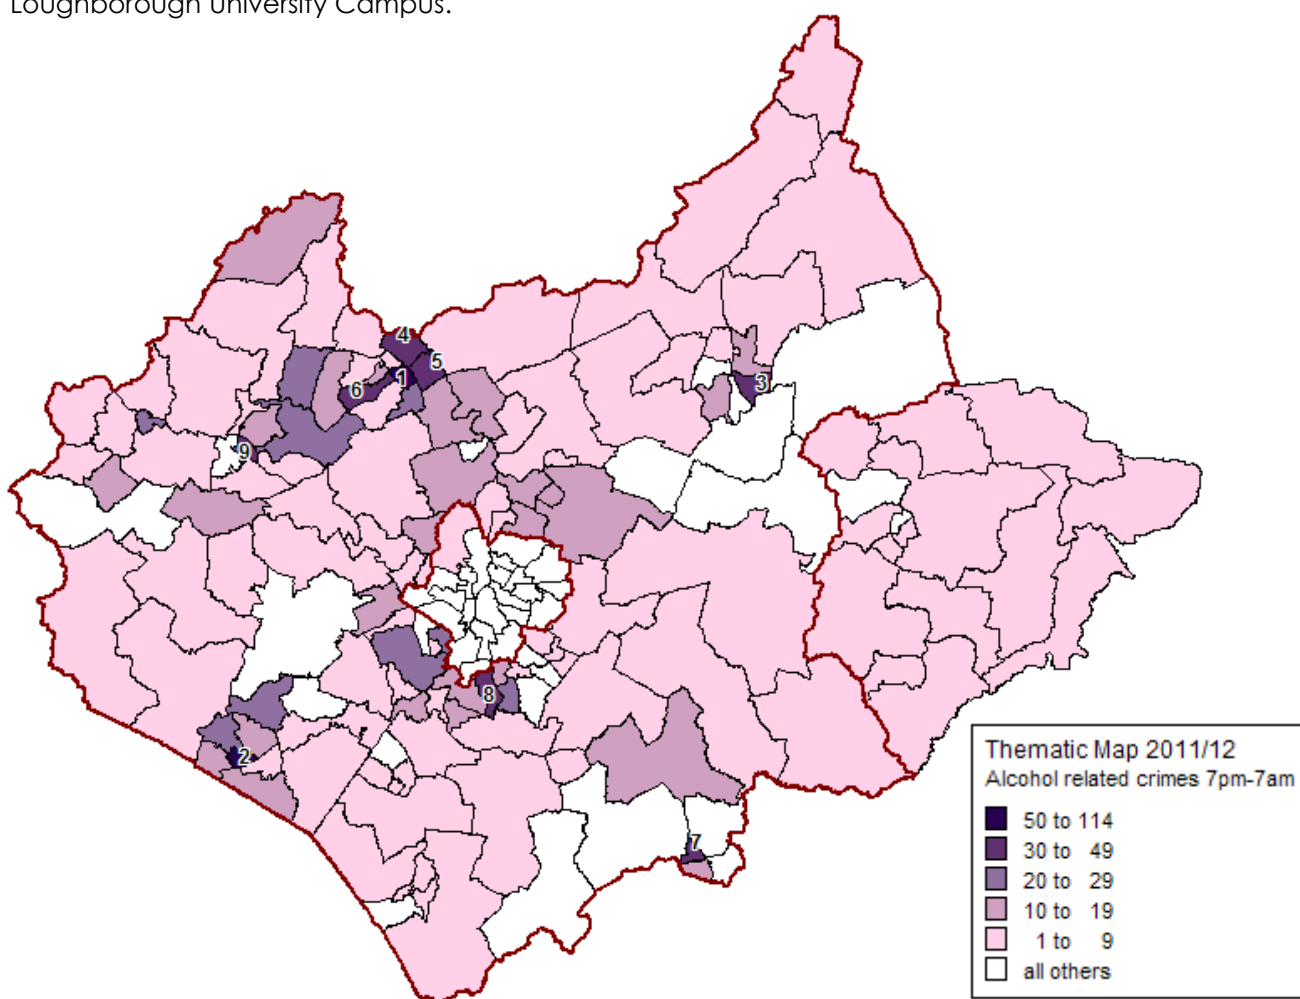 Loughborough University Campus.
4
5
1
6
3
9
8
2
7
Thematic Map 2011/12
Alcohol related crimes 7pm-7am
50 to 114
30 to 49
20 to 29
10 to 19
1 to 9
all others